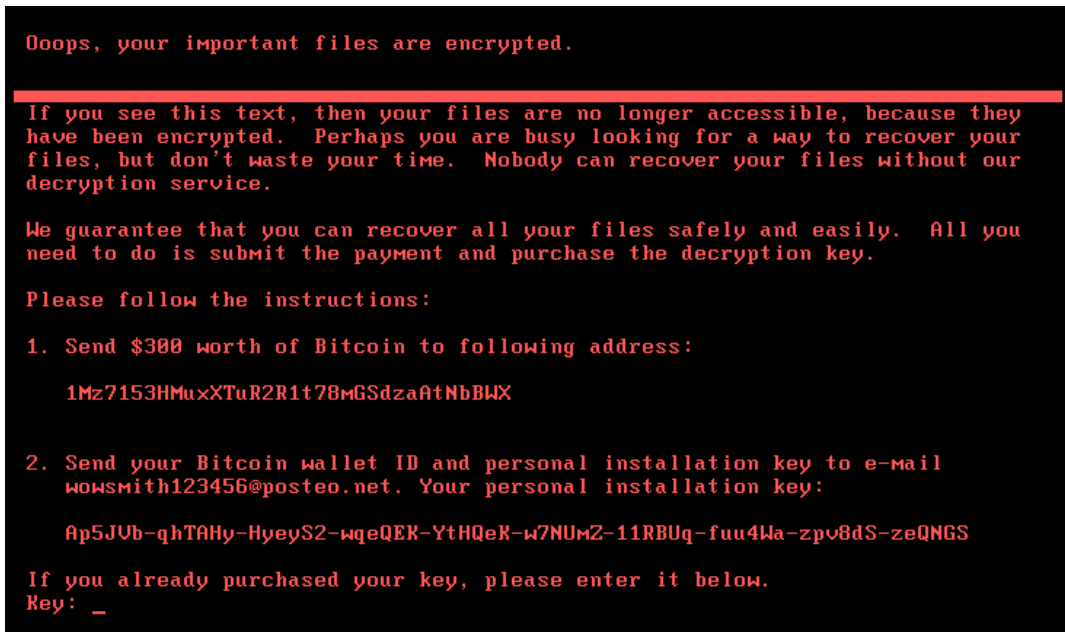 Ooops, your important files are encrypted.
If you see this text, then your files are no longer accessible, because they
have been encrypted.  Perhaps you are busy looking for a way to recover your
files, but don't waste your time.  Nobody can recover your files without our
decryption service.
We guarantee that you can recover all your files safely and easily.  All you
need to do is submit the payment and purchase the decryption key.
Please follow the instructions:
1. Send $300 worth of Bitcoin to following address:
1Mz7153HMuxXTuR2R1t78mGSdzaAtNbBWX
2. Send your Bitcoin wallet ID and personal installation key to e-mail
wowsmith123456@posteo.net. Your personal installation key:
Ap5JVb-qhTAHy-HyeyS2-wqeQEK-YtHQeK-w7NUmZ-11RBUq-fuu4Wa-zpv8dS-zeQNGS
If you already purchased your key, please enter it below.
Key: _